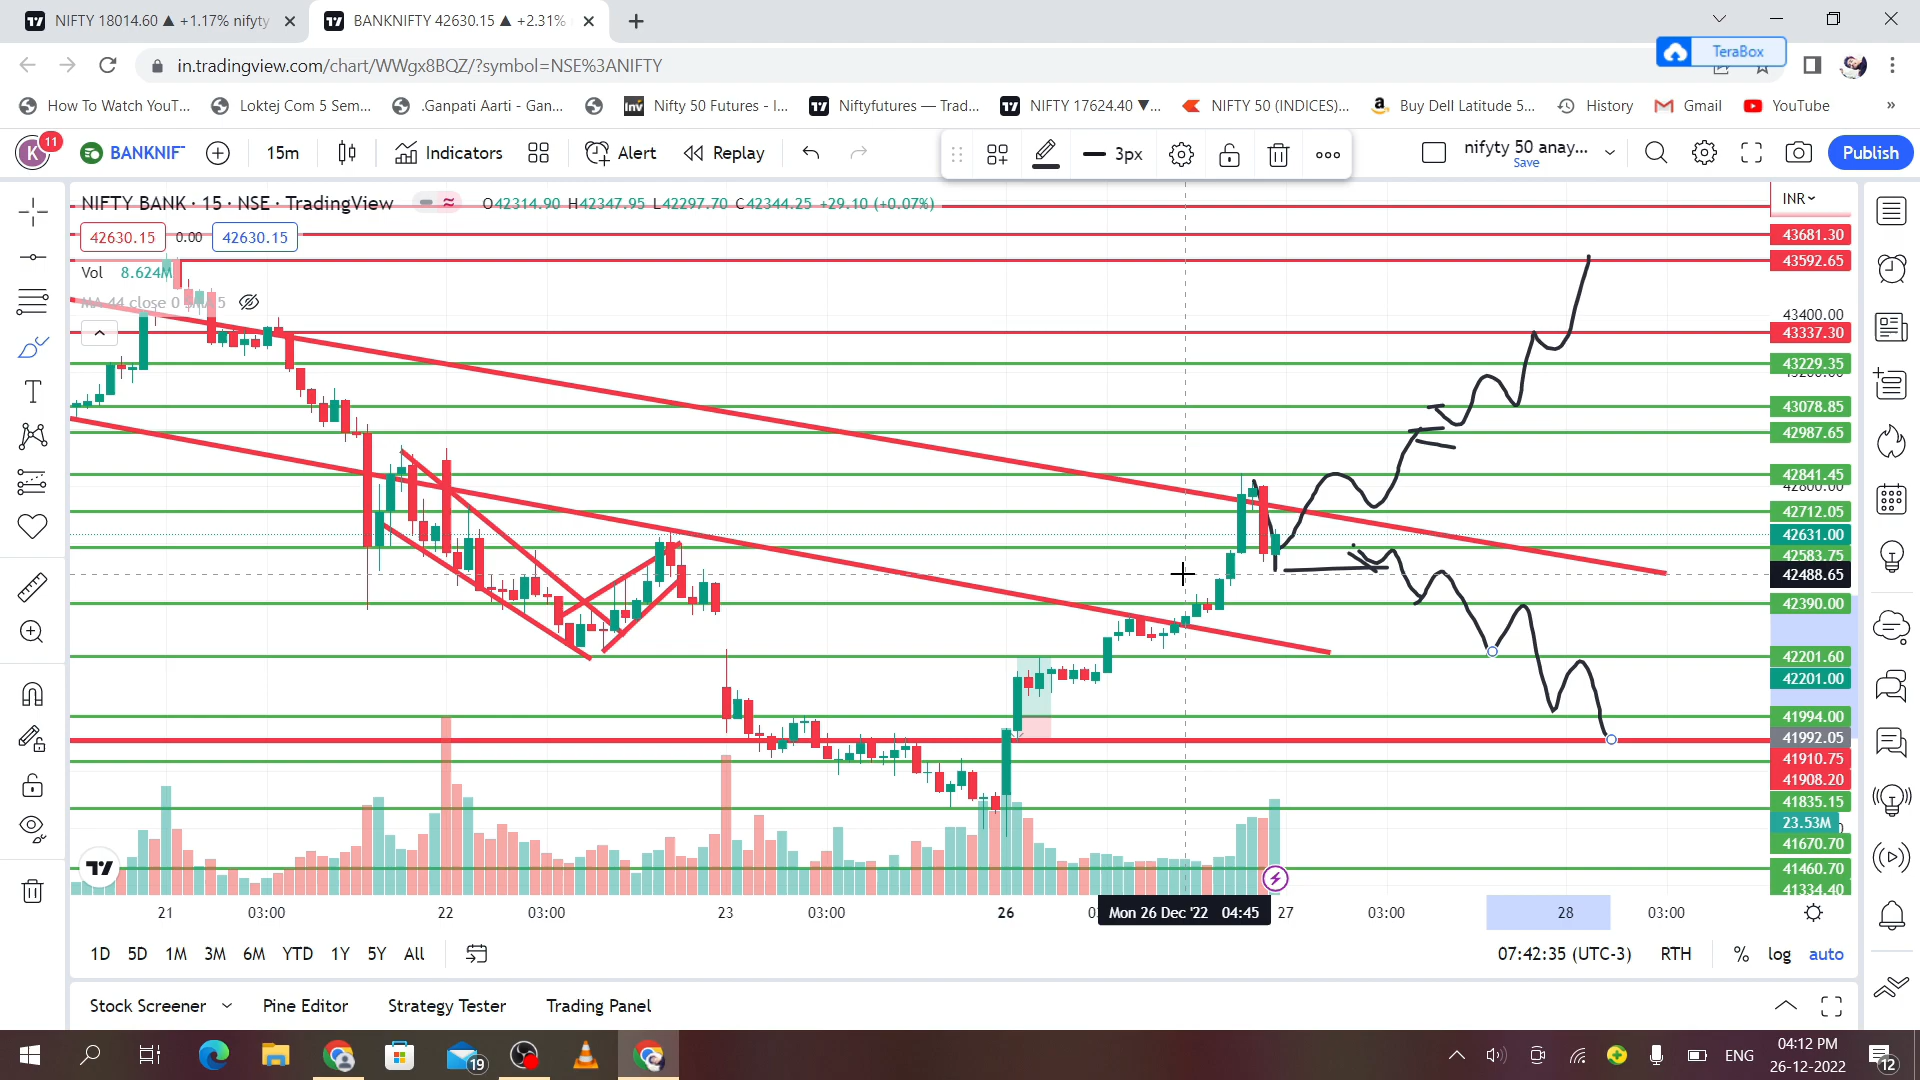 NIFTY 18014.60 ▲ +1.17% nifyty
BANKNIFTY 42630.15 ▲ +2.31%
TeraBox
in.tradingview.com/chart/WWgx8BQZ/?symbol=NSE%3ANIFTY
How To Watch YouT...
Loktej Com 5 Sem...
.Ganpati Aarti - Gan...
Inv
Nifty 50 Futures - I...
Niftyfutures — Trad...
NIFTY 17624.40 ▼...
NIFTY 50 (INDICES)...
Buy Dell Latitude 5...
History
Gmail
YouTube
»
K 11
BANKNIF
15m
Indicators
Alert
Replay
3px
nifyty 50 anay...
Save
Publish
NIFTY BANK · 15 · NSE · TradingView
O42314.90 H42347.95 L42297.70 C42344.25 +29.10 (+0.07%)
INR
42630.15 0.00 42630.15
Vol 8.624M
43681.30
43592.65
43400.00
43337.30
43229.35
43078.85
42987.65
42841.45
42800.00
42712.05
42631.00
42583.75
42488.65
42390.00
42201.60
42201.00
41994.00
41992.05
41910.75
41908.20
41835.15
23.53M
41670.70
41460.70
41334.40
21 03:00 22 03:00 23 03:00 26 Mon 26 Dec '22 04:45 27 03:00 28 03:00
1D 5D 1M 3M 6M YTD 1Y 5Y All
07:42:35 (UTC-3) RTH % log auto
Stock Screener Pine Editor Strategy Tester Trading Panel
19
ENG
04:12 PM
26-12-2022
12